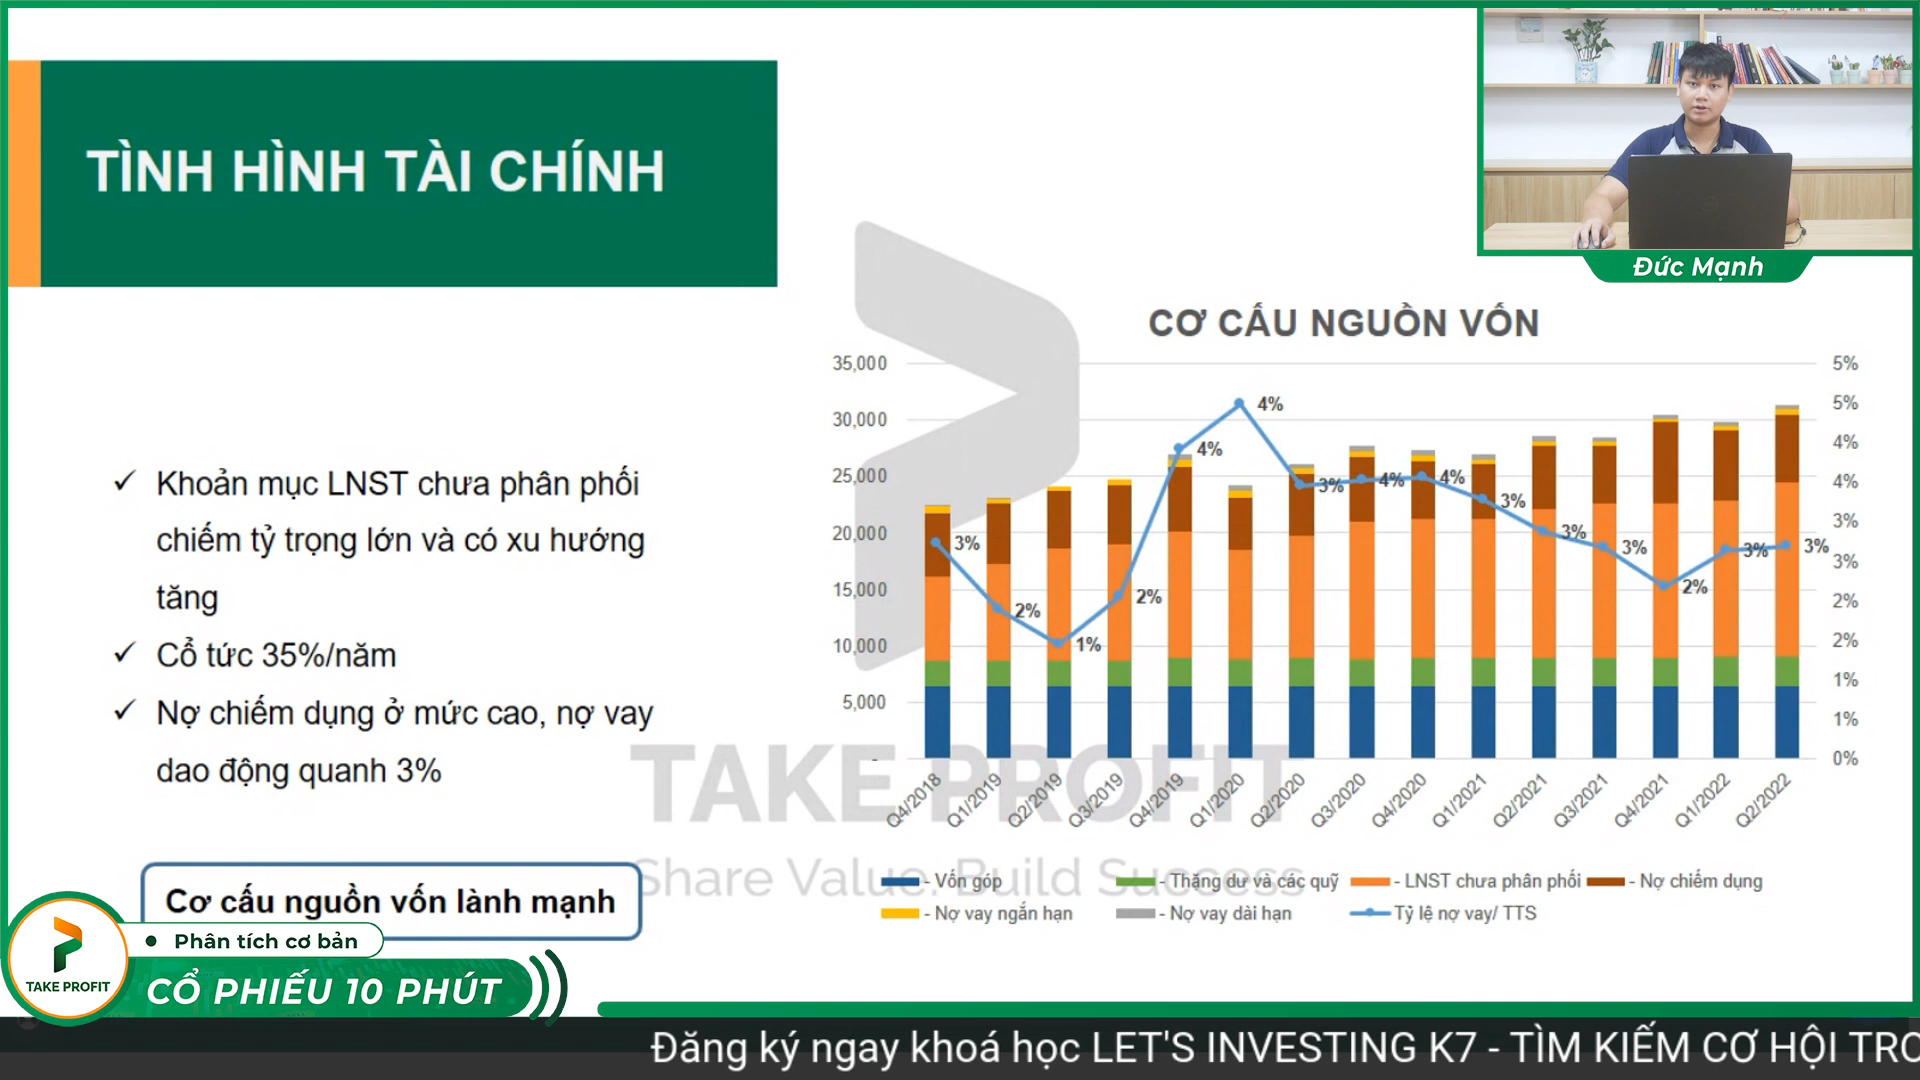 TÌNH HÌNH TÀI CHÍNH
Đức Mạnh
✓ Khoản mục LNST chưa phân phối
chiếm tỷ trọng lớn và có xu hướng
tăng
✓ Cổ tức 35%/năm
✓ Nợ chiếm dụng ở mức cao, nợ vay
dao động quanh 3%
Cơ cấu nguồn vốn lành mạnh
CƠ CẤU NGUỒN VỐN
35,000
30,000
25,000
20,000
15,000
10,000
5,000
-
5%
5%
4%
4%
3%
3%
2%
2%
1%
1%
0%
3%
2%
1%
2%
4%
4%
3%
4%
4%
3%
3%
3%
2%
3%
3%
Q4/2018
Q1/2019
Q2/2019
Q3/2019
Q4/2019
Q1/2020
Q2/2020
Q3/2020
Q4/2020
Q1/2021
Q2/2021
Q3/2021
Q4/2021
Q1/2022
Q2/2022
- Vốn góp
- Thặng dư và các quỹ
- LNST chưa phân phối
- Nợ chiếm dụng
- Nợ vay ngắn hạn
- Nợ vay dài hạn
Tỷ lệ nợ vay/ TTS
TAKE PROFIT
Share Value. Build Success
TAKE PROFIT
• Phân tích cơ bản
CỔ PHIẾU 10 PHÚT
Đăng ký ngay khoá học LET'S INVESTING K7 - TÌM KIẾM CƠ HỘI TRO